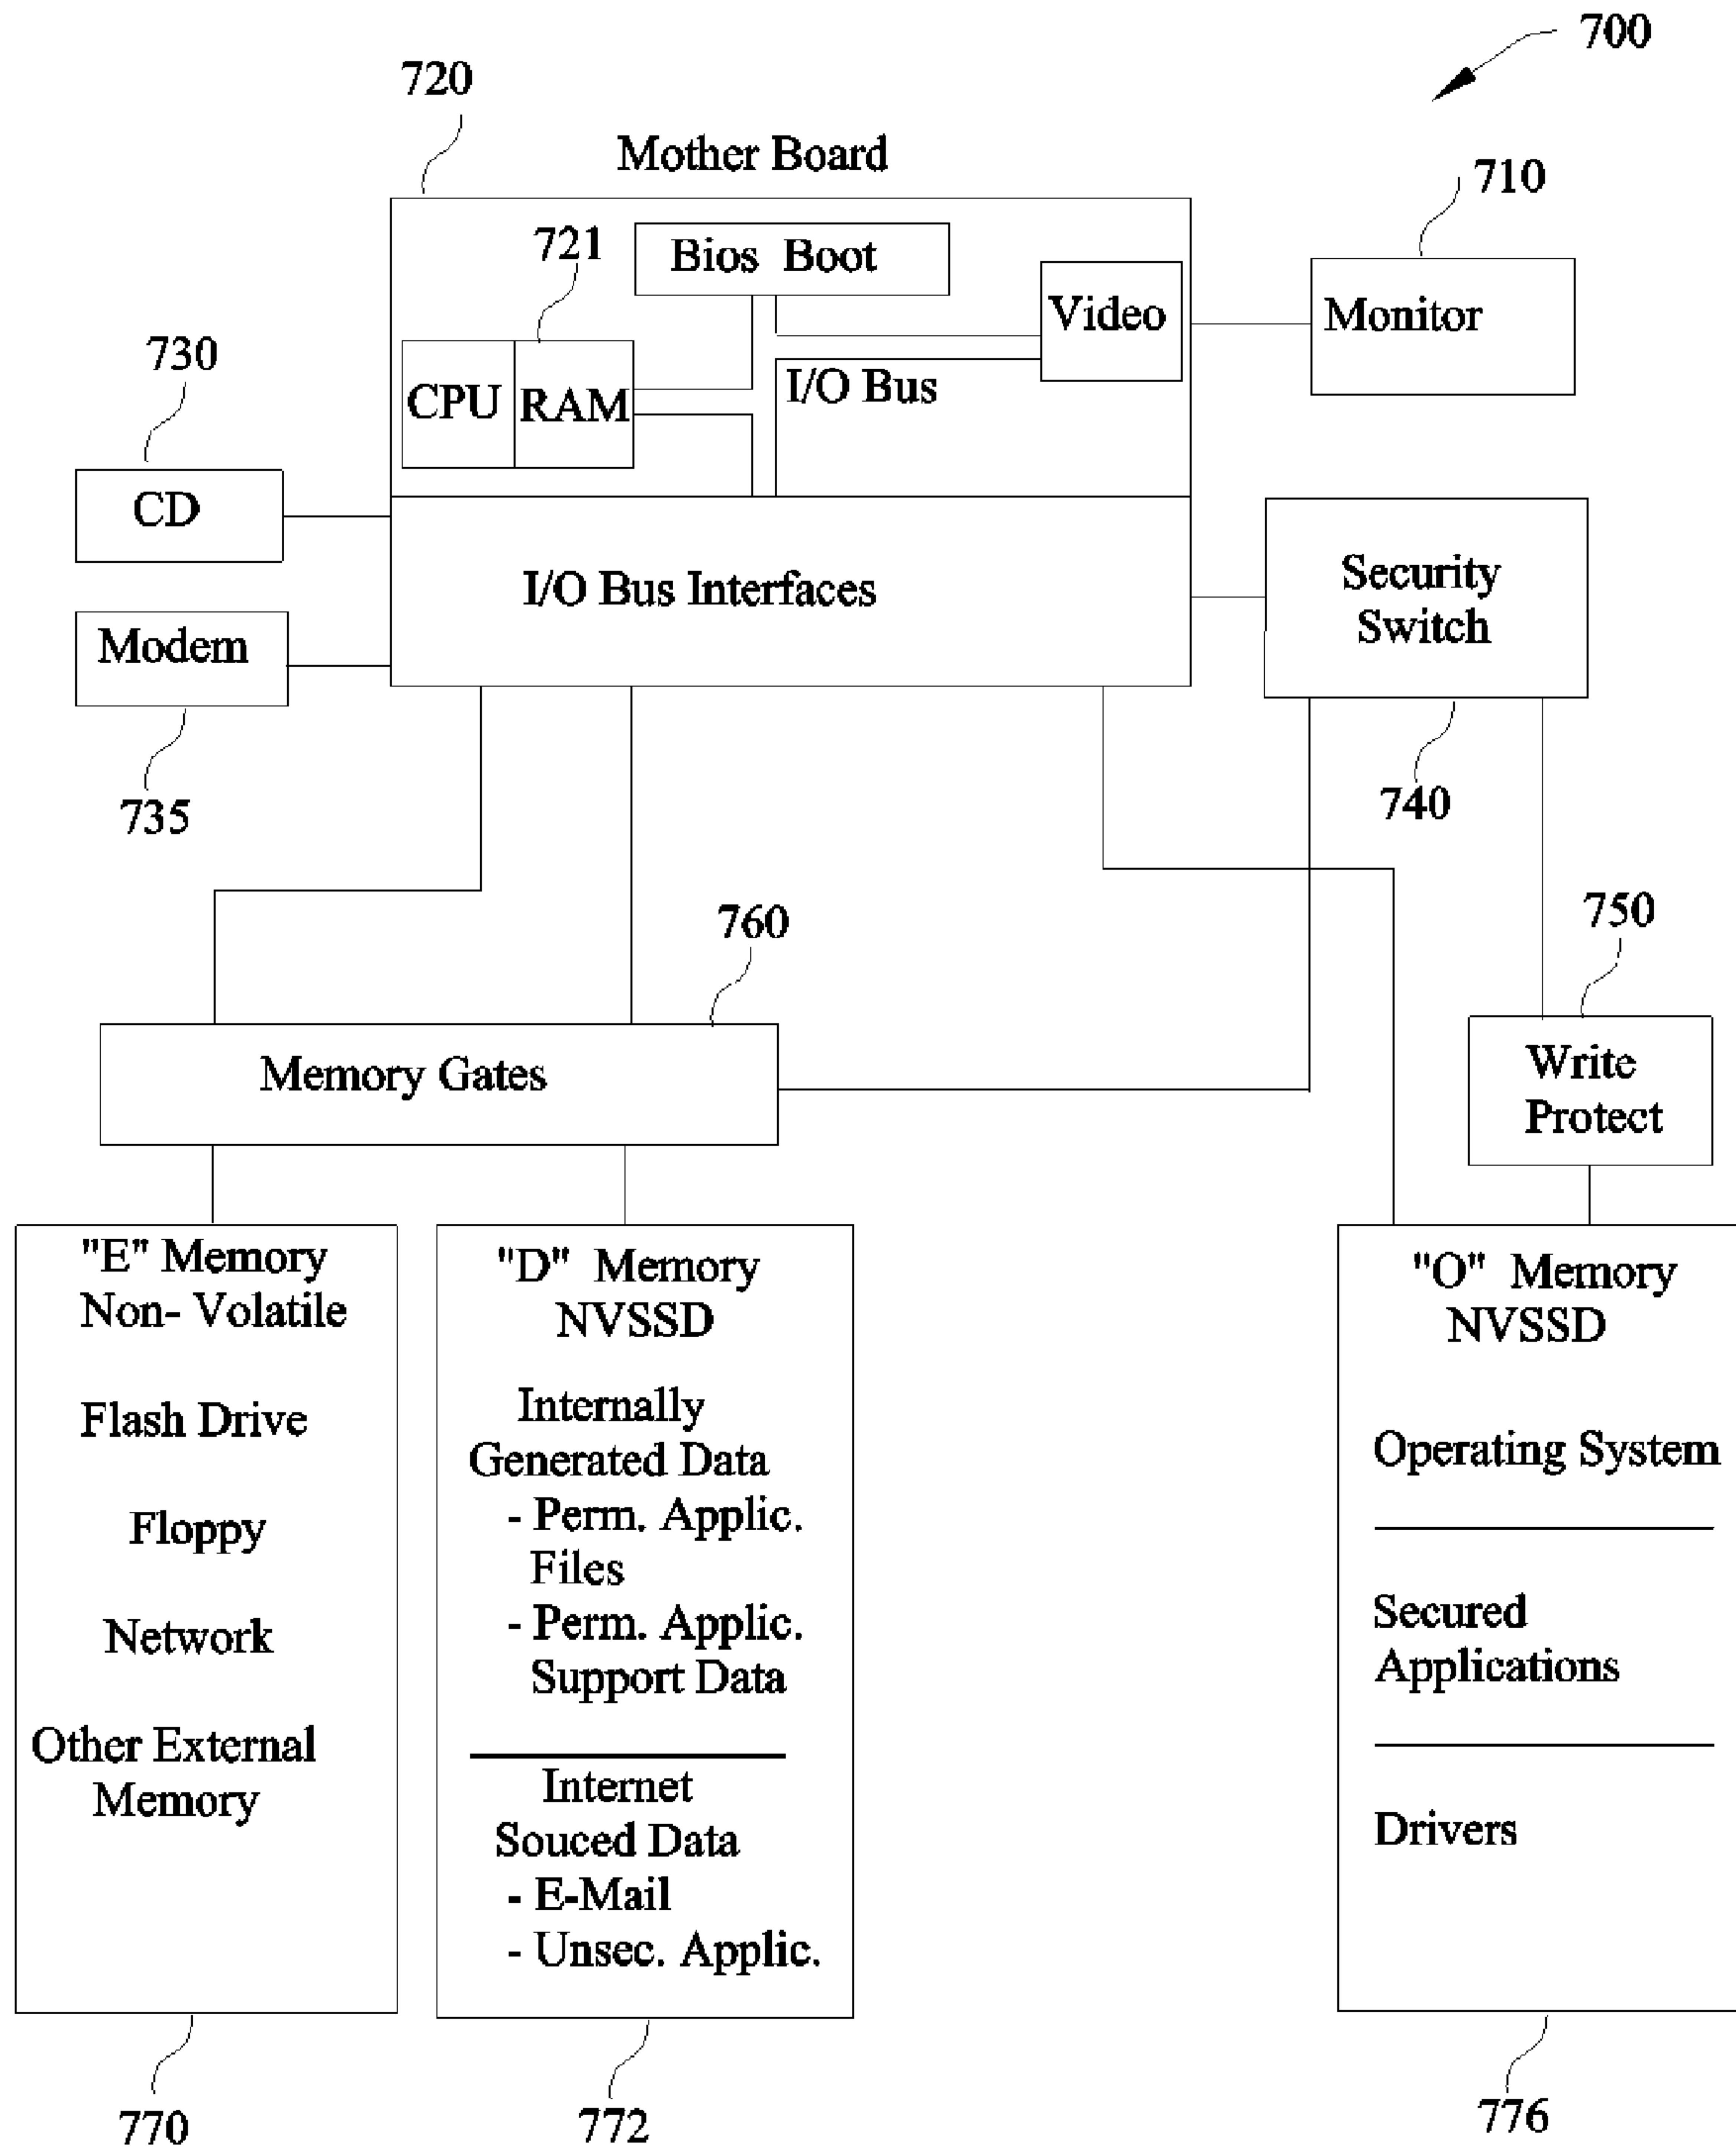 700
720
Mother Board
710
721
Bios Boot
Video
Monitor
730
CPU
RAM
I/O Bus
CD
I/O Bus Interfaces
Security
Switch
Modem
735
740
760
750
Memory Gates
Write
Protect
"E" Memory
Non- Volatile
Flash Drive
Floppy
Network
Other External
Memory
"D" Memory
NVSSD
Internally
Generated Data
- Perm. Applic.
Files
- Perm. Applic.
Support Data
Internet
Souced Data
- E-Mail
- Unsec. Applic.
"O" Memory
NVSSD
Operating System
Secured
Applications
Drivers
770
772
776